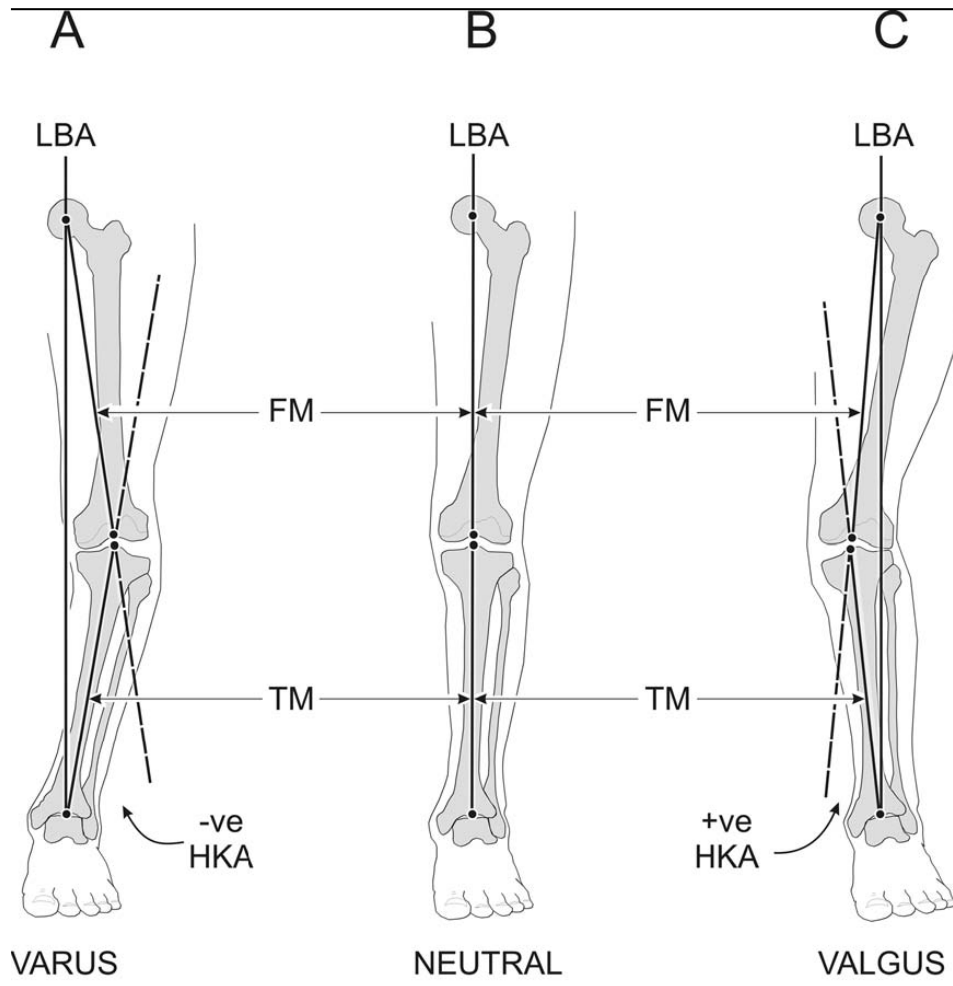 A B C
LBA LBA LBA
FM FM
TM TM
-ve
HKA
+ve
HKA
VARUS NEUTRAL VALGUS